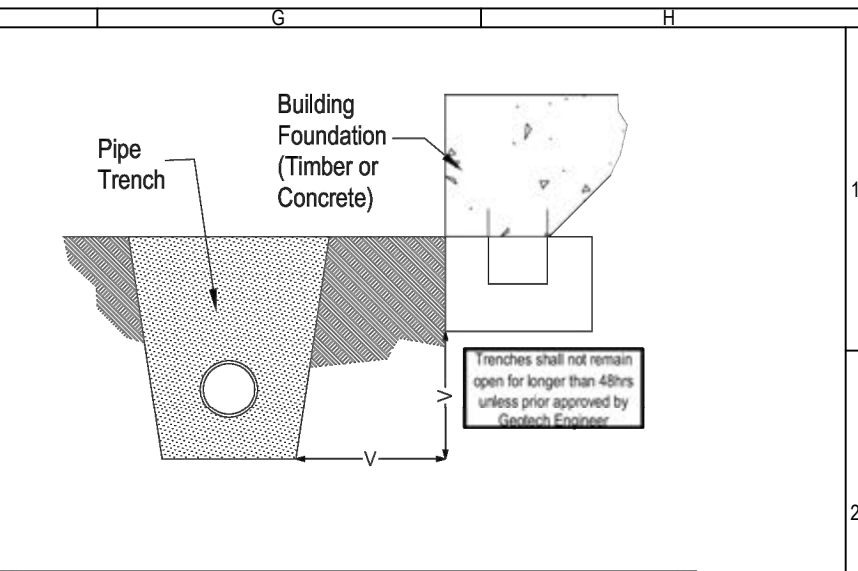 G
H
Building
Foundation
(Timber or
Concrete)
Pipe
Trench
1
Trenches shall not remain
open for longer than 48hrs
unless prior approved by
Geotech Engineer
V
V
2